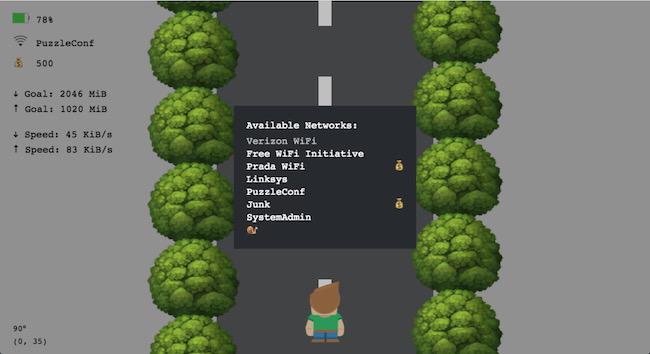 78%
PuzzleConf
500
↓ Goal: 2046 MiB
↑ Goal: 1020 MiB
↓ Speed: 45 KiB/s
↑ Speed: 83 KiB/s
Available Networks:
Verizon WiFi
Free WiFi Initiative
Prada WiFi
Linksys
PuzzleConf
Junk
SystemAdmin
90°
(0, 35)